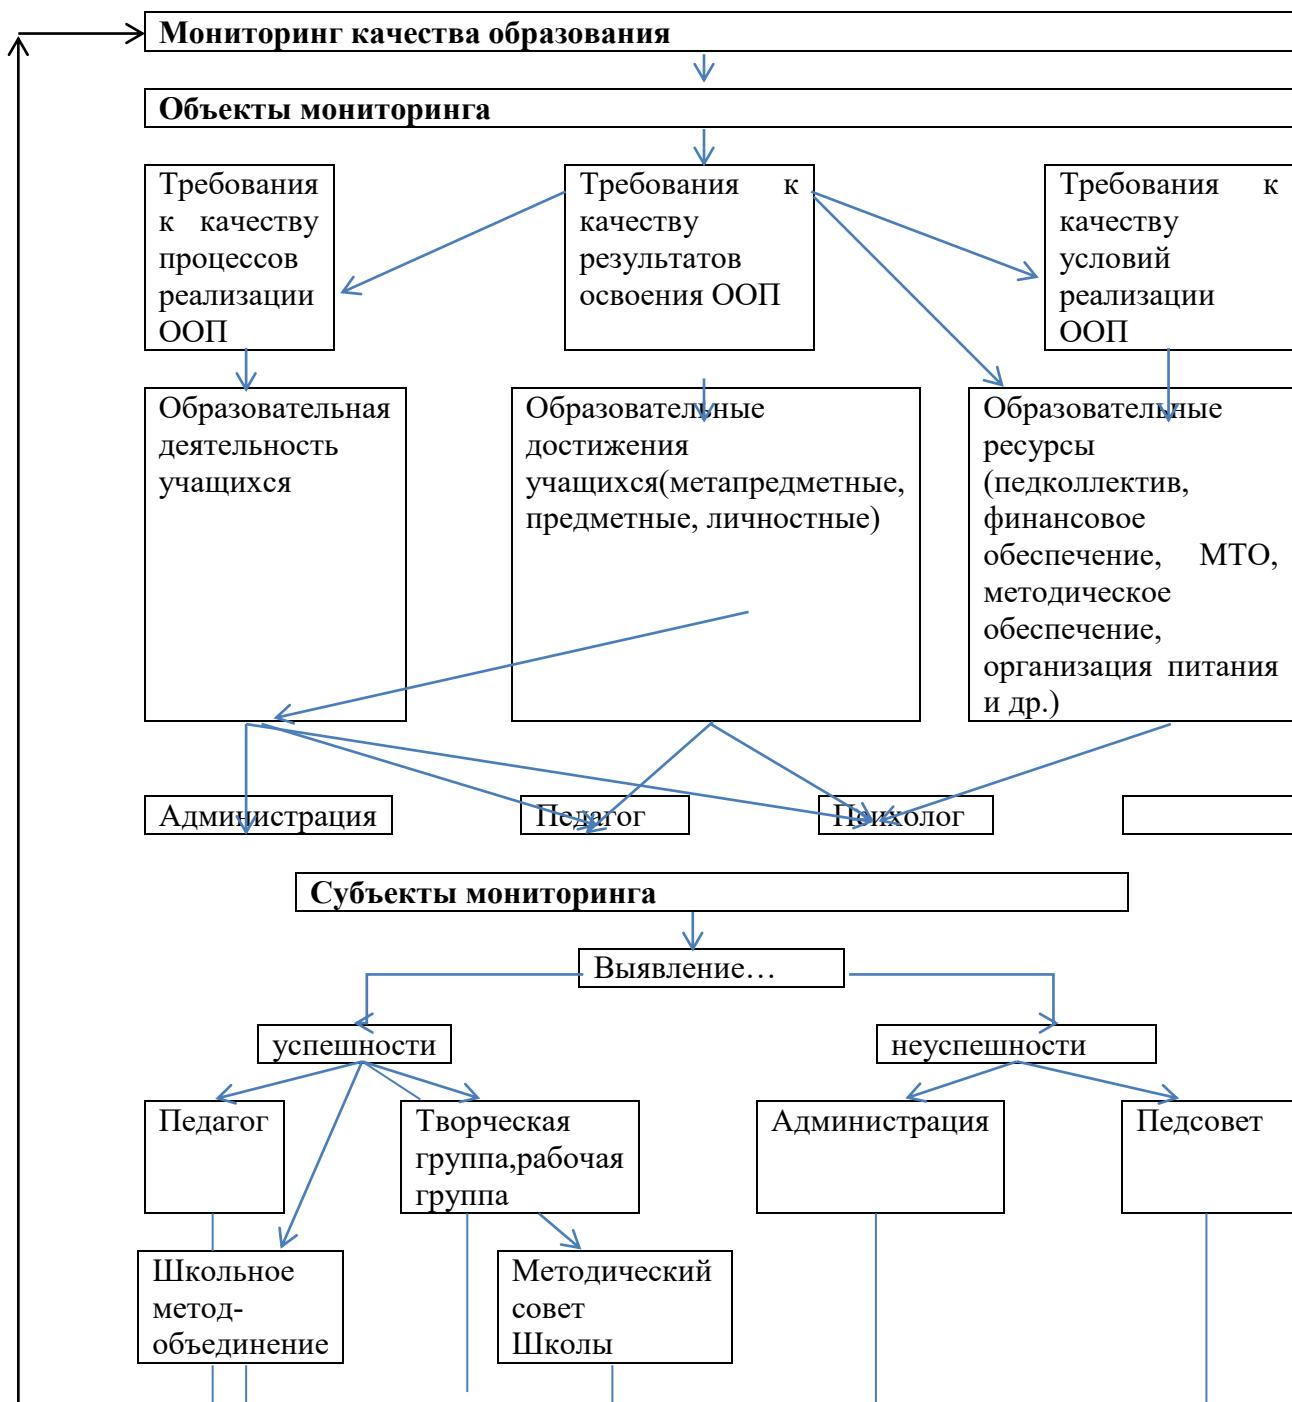 Мониторинг качества образования
Объекты мониторинга
Требования
к качеству
процессов
реализации
ООП
Требования к
качеству
результатов
освоения ООП
Требования к
качеству
условий
реализации
ООП
Образовательная
деятельность
учащихся
Образовательные
достижения
учащихся(метапредметные,
предметные, личностные)
Образовательные
ресурсы
(педколлектив,
финансовое
обеспечение, МТО,
методическое
обеспечение,
организация питания
и др.)
Администрация
Педагог
Психолог
Субъекты мониторинга
Выявление…
успешности
неуспешности
Педагог
Творческая
группа,рабочая
группа
Администрация
Педсовет
Школьное
метод-
объединение
Методический
совет
Школы